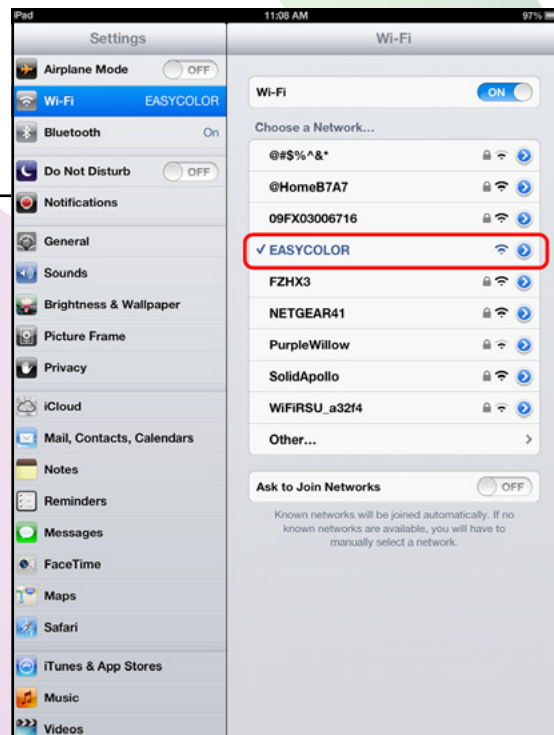 iPad 11:08 AM 97%
Settings
Airplane Mode OFF
Wi-Fi EASYCOLOR
Bluetooth On
Do Not Disturb OFF
Notifications
General
Sounds
Brightness & Wallpaper
Picture Frame
Privacy
iCloud
Mail, Contacts, Calendars
Notes
Reminders
Messages
FaceTime
Maps
Safari
iTunes & App Stores
Music
Videos
Wi-Fi
Wi-Fi ON
Choose a Network...
@#$%^&*
@HomeB7A7
09FX03006716
✓ EASYCOLOR
FZHX3
NETGEAR41
PurpleWillow
SolidApollo
WiFiRSU_a32f4
Other...
Ask to Join Networks OFF
Known networks will be joined automatically. If no
known networks are available, you will have to
manually select a network.